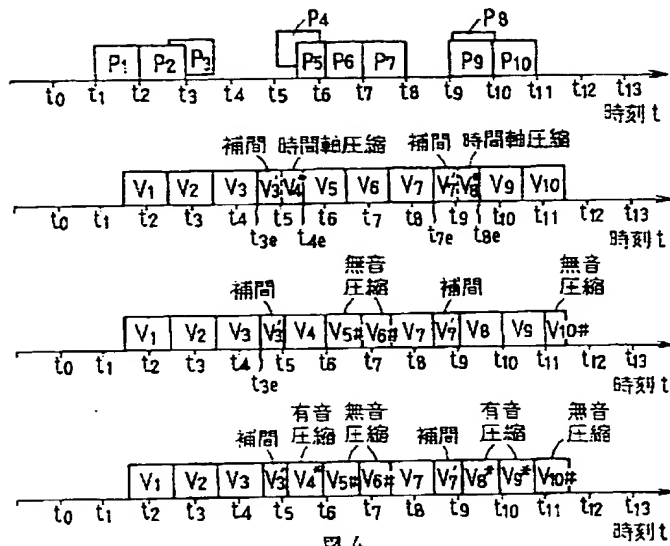 P4 P8
P1 P2 P3 P5 P6 P7 P9 P10
t0 t1 t2 t3 t4 t5 t6 t7 t8 t9 t10 t11 t12 t13
時刻 t
補間 時間軸圧縮 補間 時間軸圧縮
V1 V2 V3 V3' V4* V5 V6 V7 V7' V8* V9 V10
t0 t1 t2 t3 t4 t5 t6 t7 t8 t9 t10 t11 t12 t13
t3e t4e t7e t8e 時刻 t
無音 無音
補間 圧縮 補間 圧縮
V1 V2 V3 V3' V4 V5# V6# V7 V7' V8 V9 V10#
t0 t1 t2 t3 t4 t5 t6 t7 t8 t9 t10 t11 t12 t13
t3e 時刻 t
有音 無音 有音 無音
補間 圧縮 圧縮 補間 圧縮 圧縮
V1 V2 V3 V3' V4* V5# V6# V7 V7' V8* V9* V10#
t0 t1 t2 t3 t4 t5 t6 t7 t8 t9 t10 t11 t12 t13
時刻 t
図 4